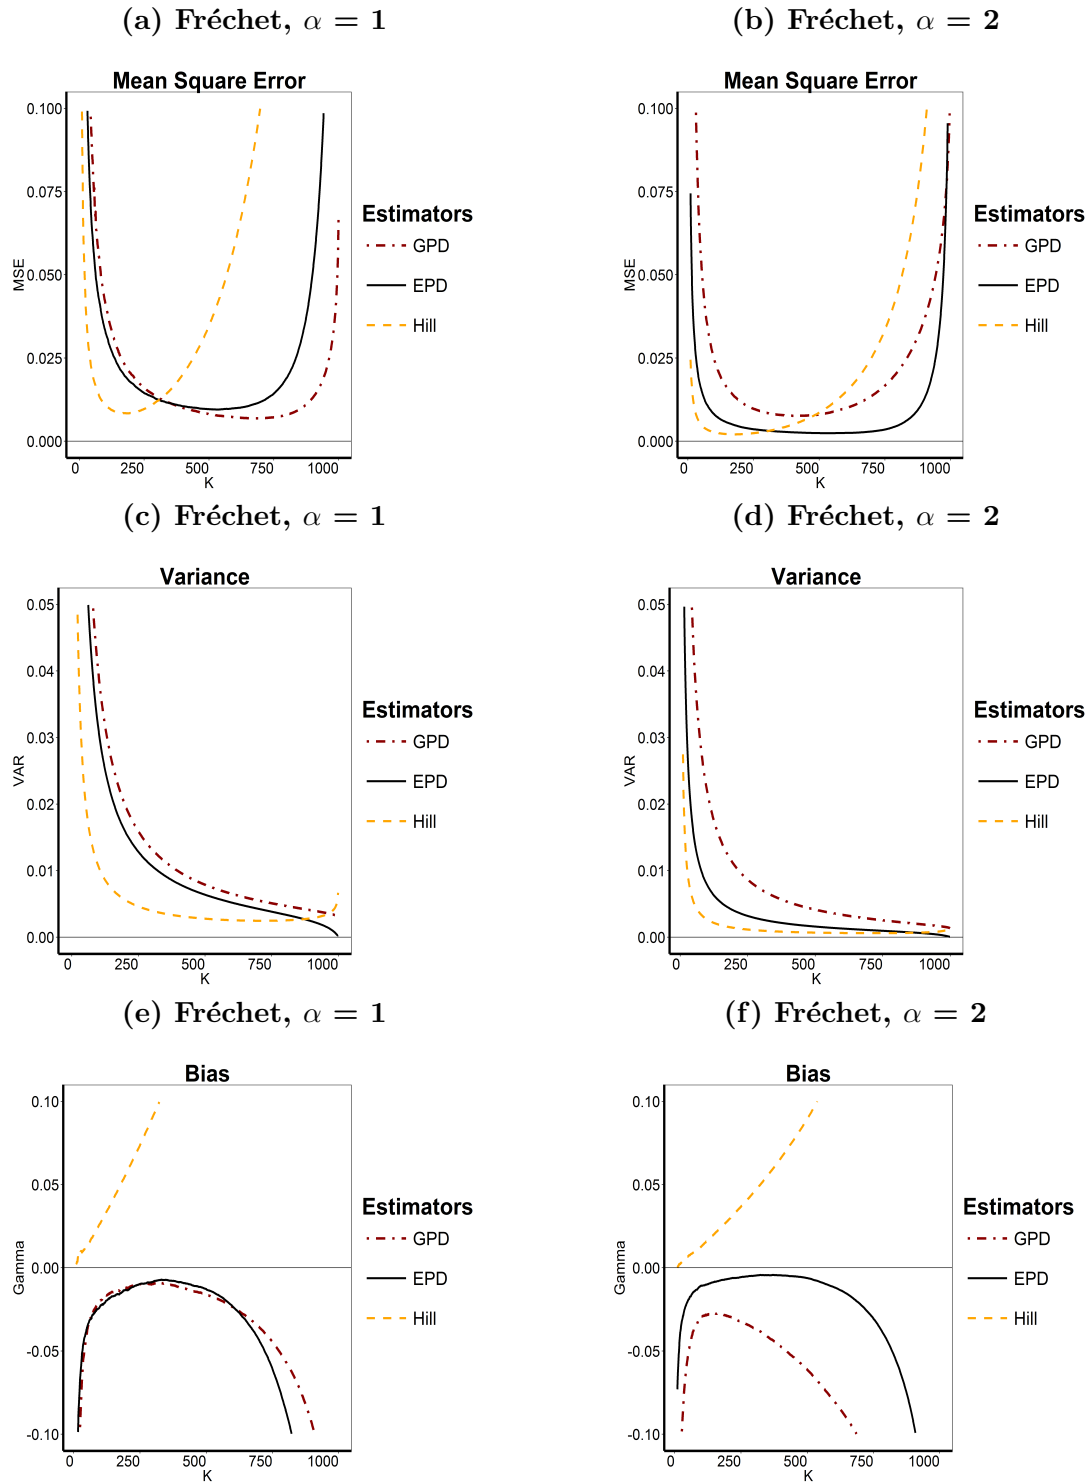 (a) Fréchet, α = 1
Mean Square Error
0.100
0.075
0.050
0.025
0.000
MSE
0
250
500
750
1000
K
Estimators
GPD
EPD
Hill
(b) Fréchet, α = 2
Mean Square Error
0.100
0.075
0.050
0.025
0.000
MSE
0
250
500
750
1000
K
Estimators
GPD
EPD
Hill
(c) Fréchet, α = 1
Variance
0.05
0.04
0.03
0.02
0.01
0.00
VAR
0
250
500
750
1000
K
Estimators
GPD
EPD
Hill
(d) Fréchet, α = 2
Variance
0.05
0.04
0.03
0.02
0.01
0.00
VAR
0
250
500
750
1000
K
Estimators
GPD
EPD
Hill
(e) Fréchet, α = 1
Bias
0.10
0.05
0.00
-0.05
-0.10
Gamma
0
250
500
750
1000
K
Estimators
GPD
EPD
Hill
(f) Fréchet, α = 2
Bias
0.10
0.05
0.00
-0.05
-0.10
Gamma
0
250
500
750
1000
K
Estimators
GPD
EPD
Hill